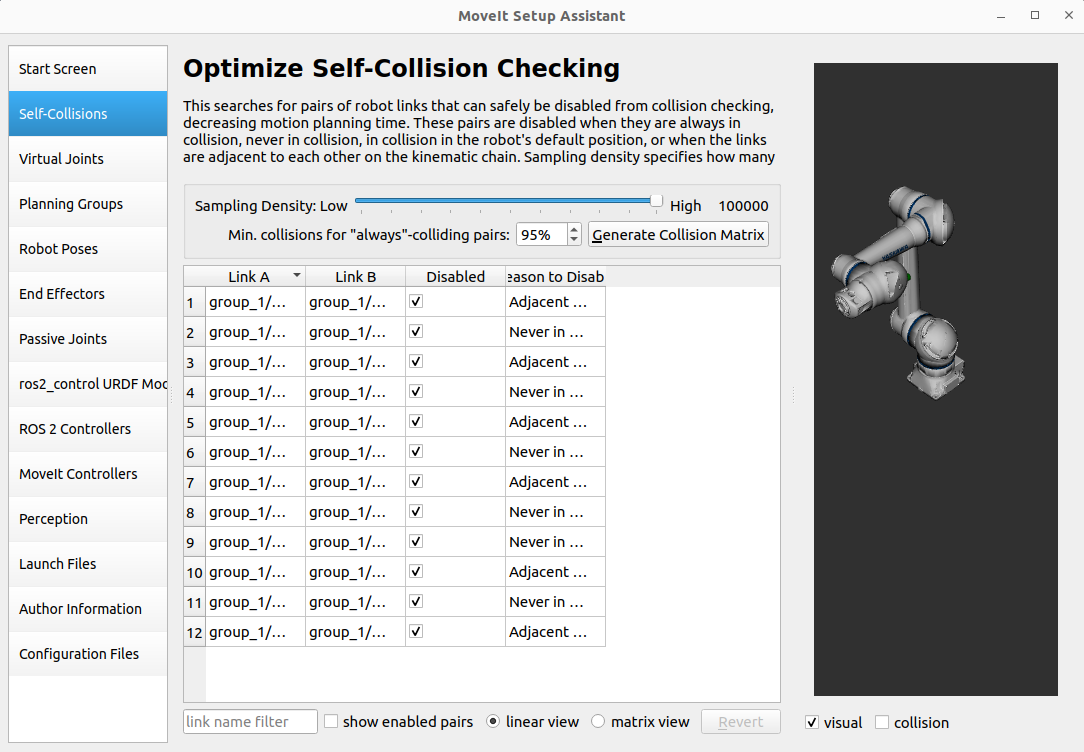 MoveIt Setup Assistant
Start Screen
Self-Collisions
Virtual Joints
Planning Groups
Robot Poses
End Effectors
Passive Joints
ros2_control URDF Mod
ROS 2 Controllers
MoveIt Controllers
Perception
Launch Files
Author Information
Configuration Files
Optimize Self-Collision Checking
This searches for pairs of robot links that can safely be disabled from collision checking,
decreasing motion planning time. These pairs are disabled when they are always in
collision, never in collision, in collision in the robot's default position, or when the links
are adjacent to each other on the kinematic chain. Sampling density specifies how many
Sampling Density: Low High 100000
Min. collisions for "always"-colliding pairs: 95% Generate Collision Matrix
Link A Link B Disabled eason to Disab
1 group_1/... group_1/... Adjacent ...
2 group_1/... group_1/... Never in ...
3 group_1/... group_1/... Adjacent ...
4 group_1/... group_1/... Never in ...
5 group_1/... group_1/... Adjacent ...
6 group_1/... group_1/... Never in ...
7 group_1/... group_1/... Adjacent ...
8 group_1/... group_1/... Never in ...
9 group_1/... group_1/... Never in ...
10 group_1/... group_1/... Adjacent ...
11 group_1/... group_1/... Never in ...
12 group_1/... group_1/... Adjacent ...
link name filter show enabled pairs linear view matrix view Revert
visual collision